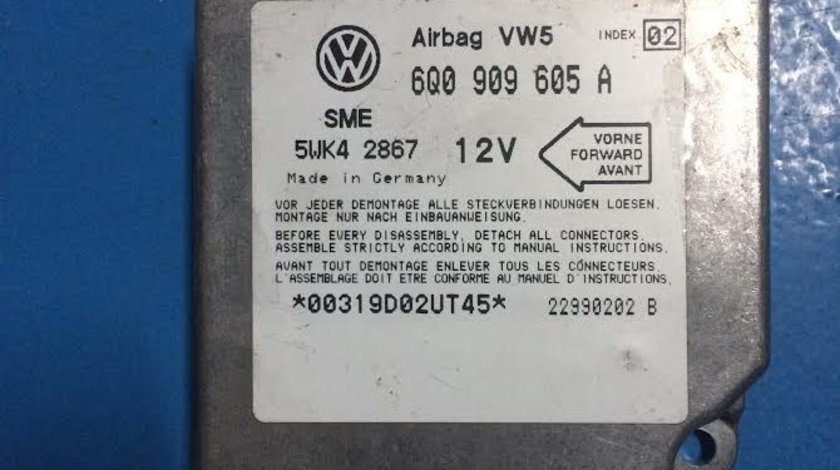 Airbag VW5 INDEX 02
6Q0 909 605 A
SME
5WK4 2867 12V
VORNE
FORWARD
AVANT
Made in Germany
VOR JEDER DEMONTAGE ALLE STECKVERBINDUNGEN LOESEN.
MONTAGE NUR NACH EINBAUANWEISUNG.
BEFORE EVERY DISASSEMBLY, DETACH ALL CONNECTORS.
ASSEMBLE STRICTLY ACCORDING TO MANUAL INSTRUCTIONS.
AVANT TOUT DEMONTAGE ENLEVER TOUS LES CONNECTEURS.
L'ASSEMBLAGE DOIT ETRE CONFORME AU MANUEL D'INSTRUCTIONS.
*00319D02UT45* 22990202 B